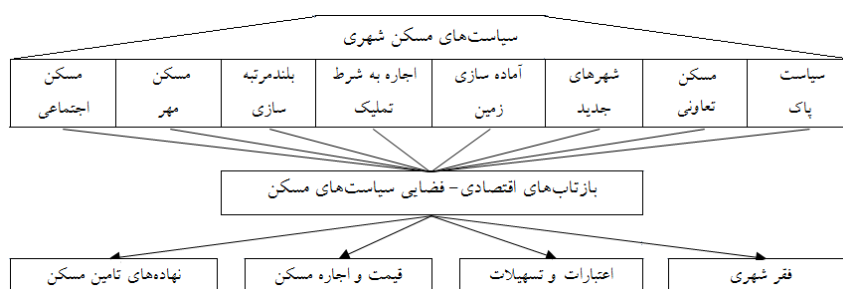 سیاست‌های مسکن شهری
سیاست
پاک
مسکن
تعاونی
شهرهای
جدید
آماده سازی
زمین
اجاره به شرط
تملیک
بلندمرتبه
سازی
مسکن
مهر
مسکن
اجتماعی
بازتاب‌های اقتصادی- فضایی سیاست‌های مسکن
فقر شهری
اعتبارات و تسهیلات
قیمت و اجاره مسکن
نهاده‌های تامین مسکن